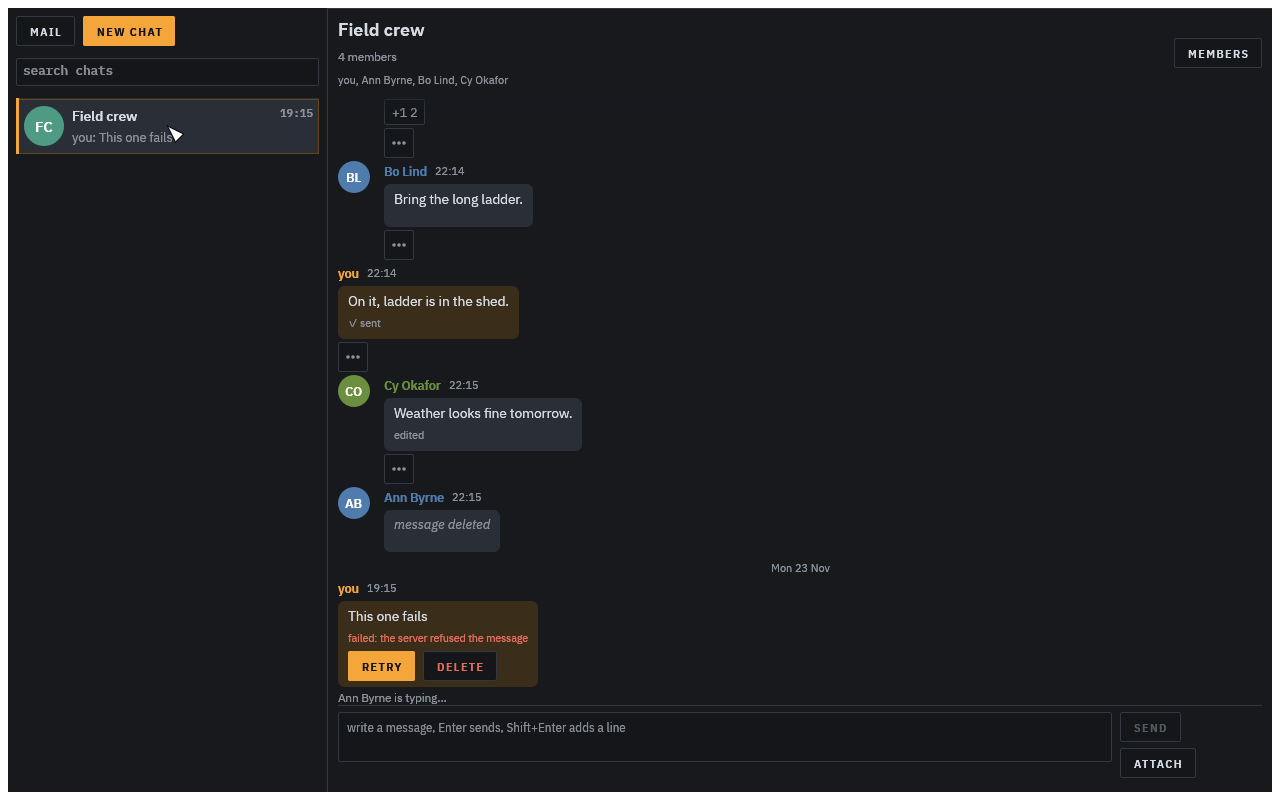 MAIL
NEW CHAT
search chats
FC
Field crew
19:15
you: This one fails
Field crew
4 members
you, Ann Byrne, Bo Lind, Cy Okafor
MEMBERS
+1 2
•••
BL
Bo Lind 22:14
Bring the long ladder.
•••
you 22:14
On it, ladder is in the shed.
✓ sent
•••
CO
Cy Okafor 22:15
Weather looks fine tomorrow.
edited
•••
AB
Ann Byrne 22:15
message deleted
Mon 23 Nov
you 19:15
This one fails
failed: the server refused the message
RETRY
DELETE
Ann Byrne is typing...
write a message, Enter sends, Shift+Enter adds a line
SEND
ATTACH